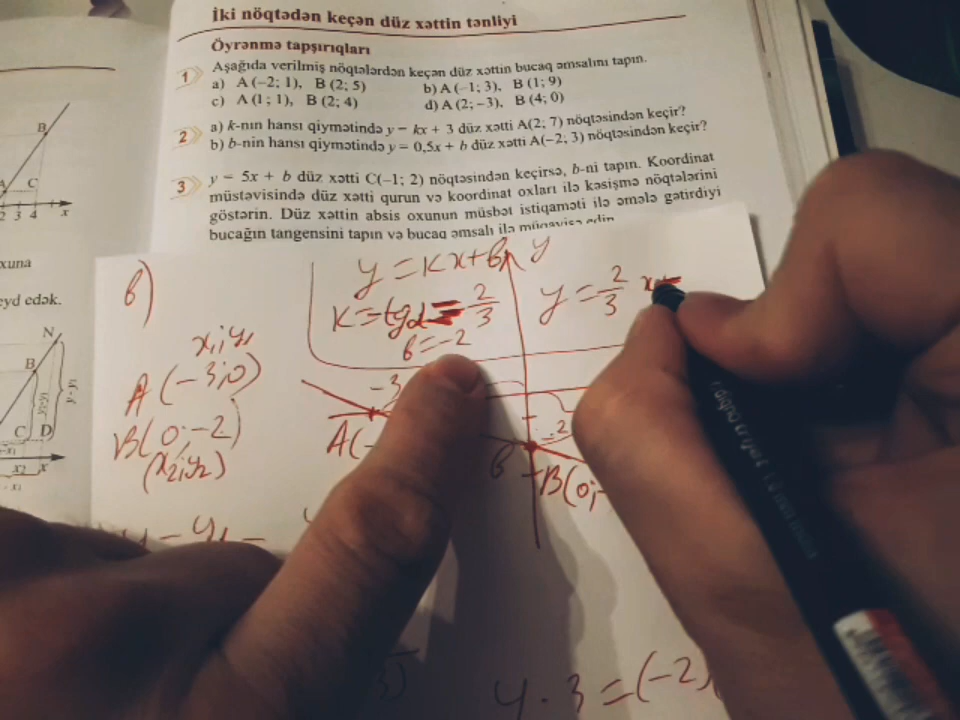 İki nöqtədən keçən düz xəttin tənliyi
Öyrənmə tapşırıqları
1 Aşağıda verilmiş nöqtələrdən keçən düz xəttin bucaq əmsalını tapın.
a) A(−2; 1), B(2; 5) b) A(−1; 3), B(1; 9)
c) A(1; 1), B(2; 4) d) A(2; −3), B(4; 0)
2 a) k-nın hansı qiymətində y = kx + 3 düz xətti A(2; 7) nöqtəsindən keçir?
b) b-nin hansı qiymətində y = 0,5x + b düz xətti A(−2, 3) nöqtəsindən keçir?
3 y = 5x + b düz xətti C(−1; 2) nöqtəsindən keçirsə, b-ni tapın. Koordinat
müstəvisində düz xətti qurun və koordinat oxları ilə kəsişmə nöqtələrini
göstərin. Düz xəttin absis oxunun müsbət istiqaməti ilə əmələ gətirdiyi
bucağın tangensini tapın və bucaq əmsalı ilə müqayisə edin
B
C
2 3 4 x
xuna
eyd edək.
N
B
C D
y = kx + b y
b)
k = tgα = 2/3
b = −2
y = 2/3 x
x1; y1
A(−3; 0)
B(0; −2)
(x2; y2)
−3
A(−
−2
B(0;
y · 3 = (−2)